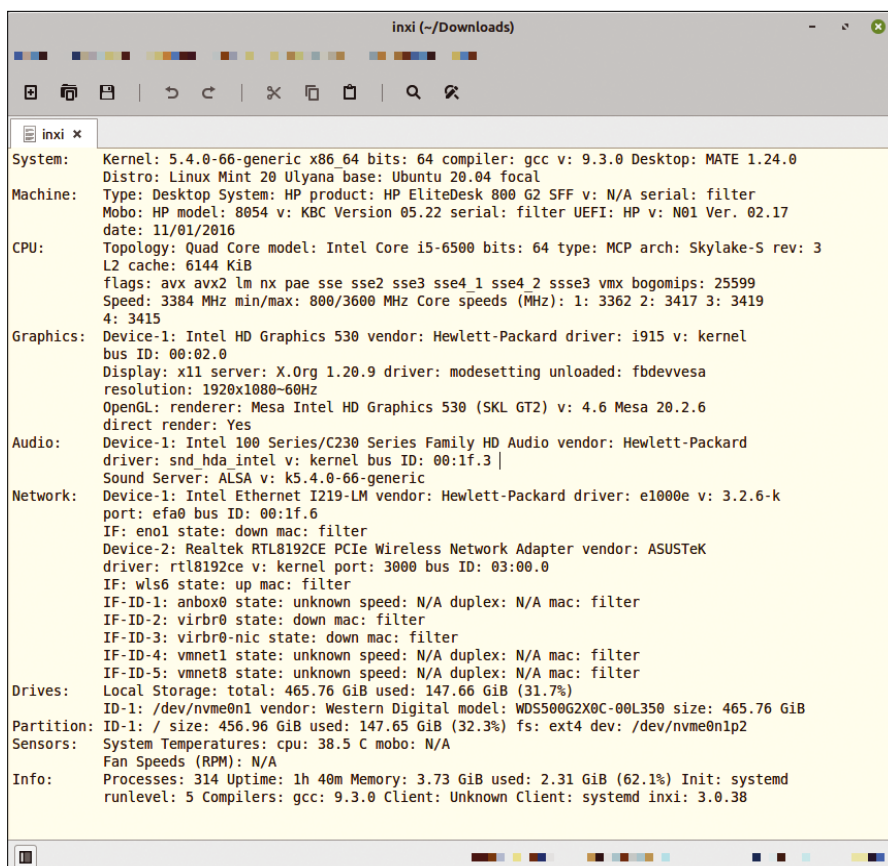 inxi (~/Downloads)
inxi ×
System: Kernel: 5.4.0-66-generic x86_64 bits: 64 compiler: gcc v: 9.3.0 Desktop: MATE 1.24.0
Distro: Linux Mint 20 Ulyana base: Ubuntu 20.04 focal
Machine: Type: Desktop System: HP product: HP EliteDesk 800 G2 SFF v: N/A serial: filter
Mobo: HP model: 8054 v: KBC Version 05.22 serial: filter UEFI: HP v: N01 Ver. 02.17
date: 11/01/2016
CPU: Topology: Quad Core model: Intel Core i5-6500 bits: 64 type: MCP arch: Skylake-S rev: 3
L2 cache: 6144 KiB
flags: avx avx2 lm nx pae sse sse2 sse3 sse4_1 sse4_2 ssse3 vmx bogomips: 25599
Speed: 3384 MHz min/max: 800/3600 MHz Core speeds (MHz): 1: 3362 2: 3417 3: 3419
4: 3415
Graphics: Device-1: Intel HD Graphics 530 vendor: Hewlett-Packard driver: i915 v: kernel
bus ID: 00:02.0
Display: x11 server: X.Org 1.20.9 driver: modesetting unloaded: fbdevvesa
resolution: 1920x1080~60Hz
OpenGL: renderer: Mesa Intel HD Graphics 530 (SKL GT2) v: 4.6 Mesa 20.2.6
direct render: Yes
Audio: Device-1: Intel 100 Series/C230 Series Family HD Audio vendor: Hewlett-Packard
driver: snd_hda_intel v: kernel bus ID: 00:1f.3
Sound Server: ALSA v: k5.4.0-66-generic
Network: Device-1: Intel Ethernet I219-LM vendor: Hewlett-Packard driver: e1000e v: 3.2.6-k
port: efa0 bus ID: 00:1f.6
IF: eno1 state: down mac: filter
Device-2: Realtek RTL8192CE PCIe Wireless Network Adapter vendor: ASUSTeK
driver: rtl8192ce v: kernel port: 3000 bus ID: 03:00.0
IF: wls6 state: up mac: filter
IF-ID-1: anbox0 state: unknown speed: N/A duplex: N/A mac: filter
IF-ID-2: virbr0 state: down mac: filter
IF-ID-3: virbr0-nic state: down mac: filter
IF-ID-4: vmnet1 state: unknown speed: N/A duplex: N/A mac: filter
IF-ID-5: vmnet8 state: unknown speed: N/A duplex: N/A mac: filter
Drives: Local Storage: total: 465.76 GiB used: 147.66 GiB (31.7%)
ID-1: /dev/nvme0n1 vendor: Western Digital model: WDS500G2X0C-00L350 size: 465.76 GiB
Partition: ID-1: / size: 456.96 GiB used: 147.65 GiB (32.3%) fs: ext4 dev: /dev/nvme0n1p2
Sensors: System Temperatures: cpu: 38.5 C mobo: N/A
Fan Speeds (RPM): N/A
Info: Processes: 314 Uptime: 1h 40m Memory: 3.73 GiB used: 2.31 GiB (62.1%) Init: systemd
runlevel: 5 Compilers: gcc: 9.3.0 Client: Unknown Client: systemd inxi: 3.0.38